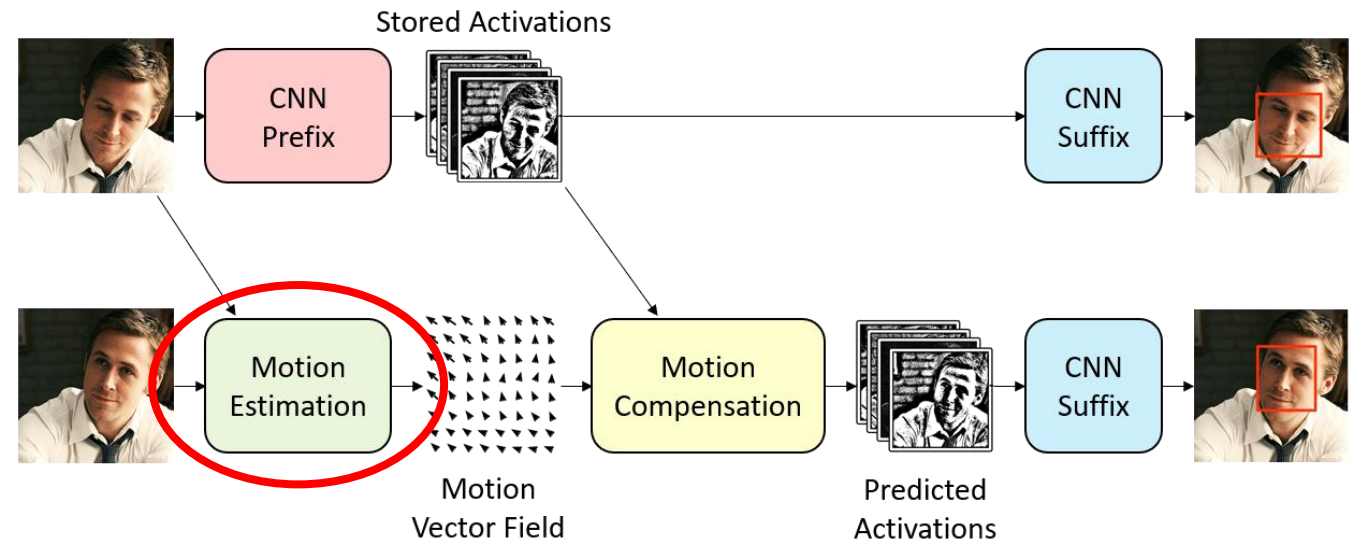 Stored Activations
CNN
Prefix
CNN
Suffix
Motion
Estimation
Motion
Compensation
CNN
Suffix
Motion
Vector Field
Predicted
Activations